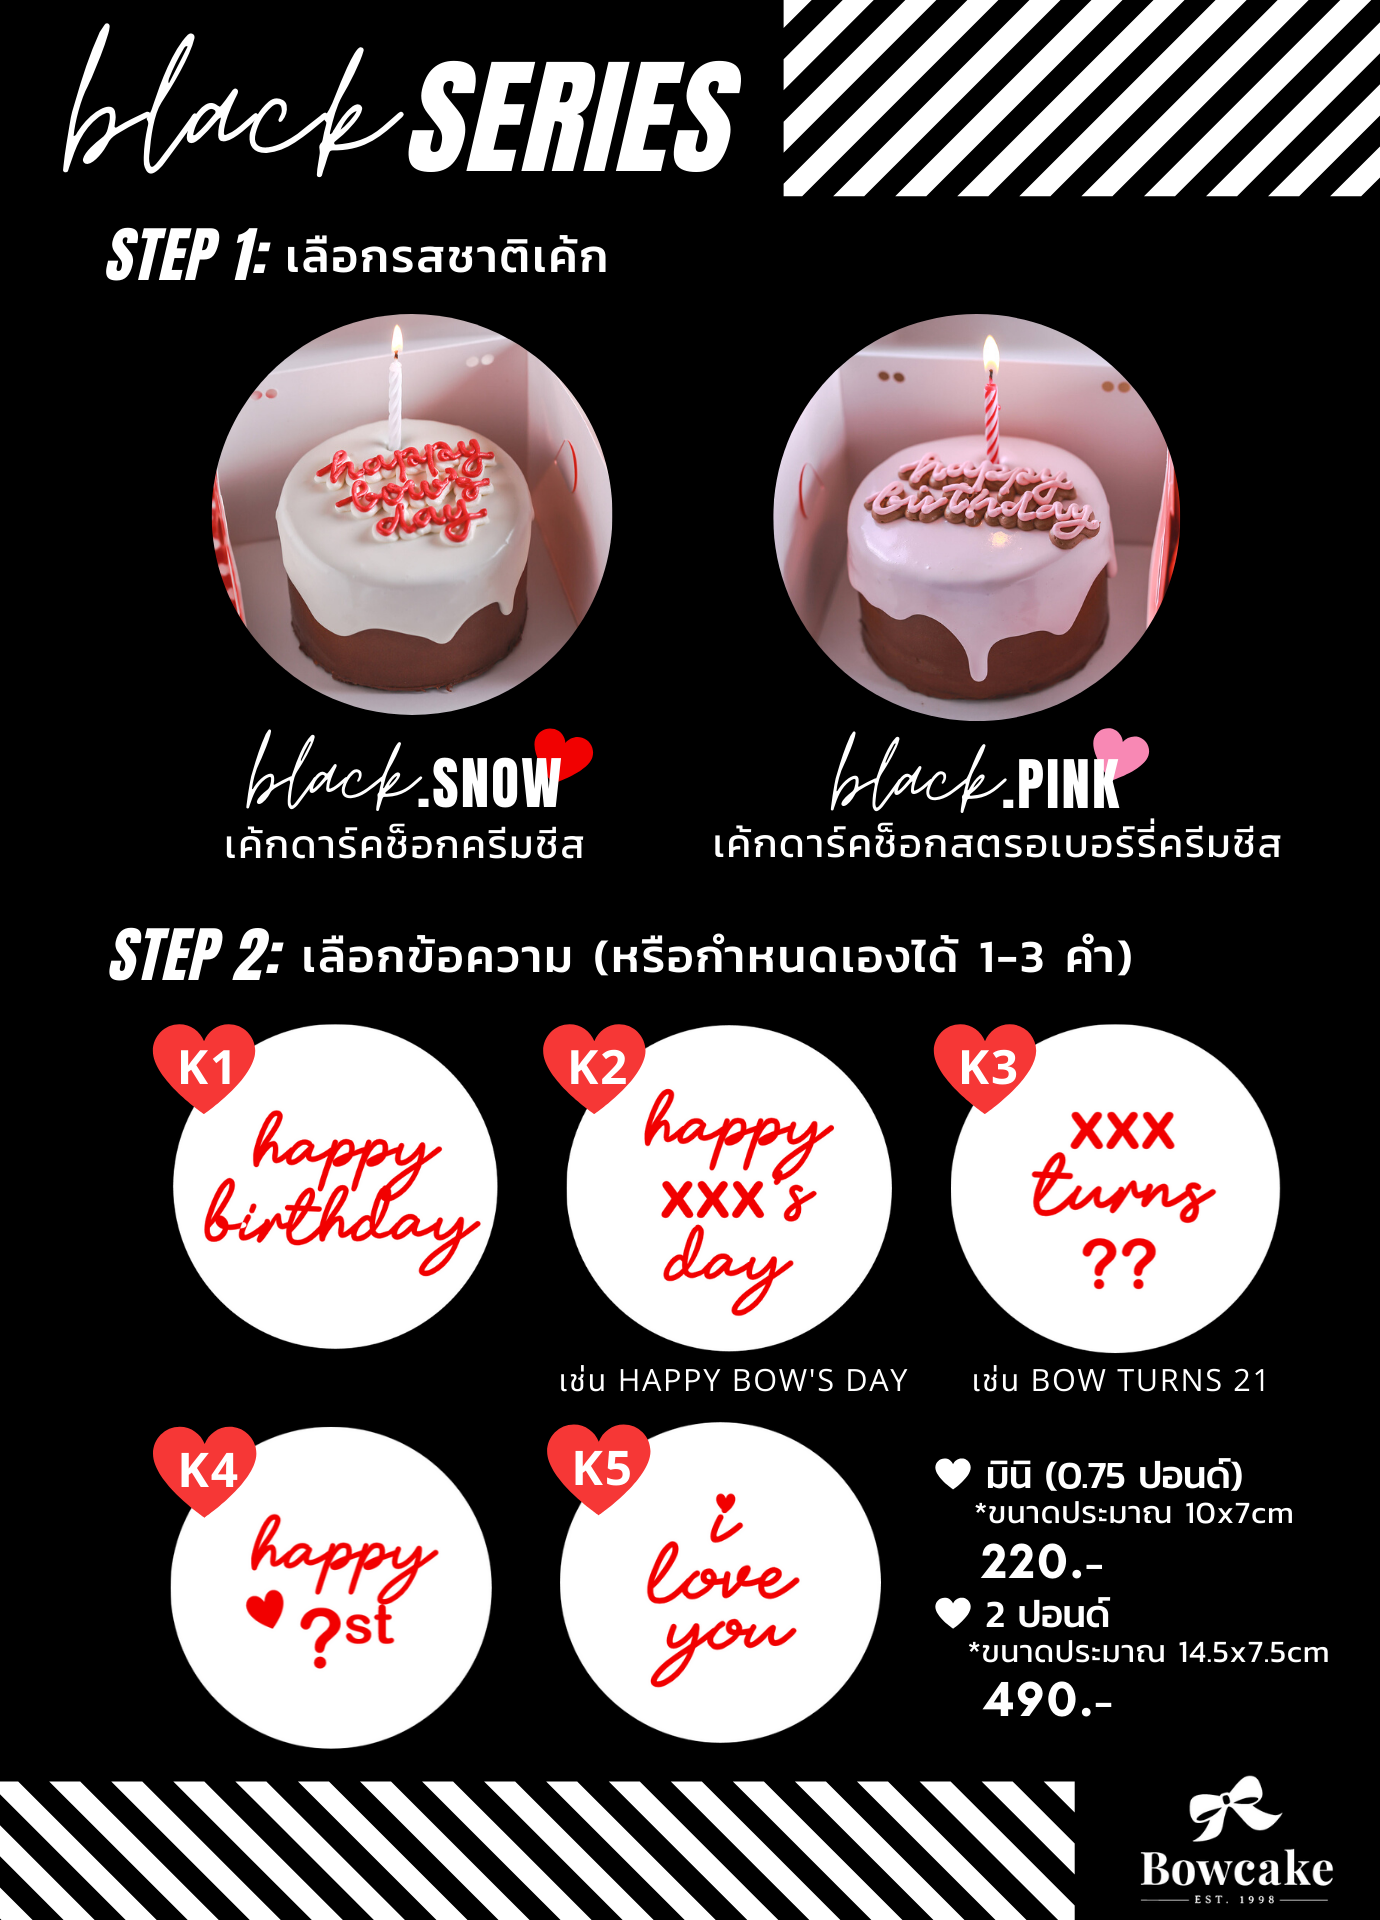 black SERIES
STEP 1: เลือกรสชาติเค้ก
happy
bow's
day
happy
birthday
black.SNOW
เค้กดาร์คช็อกครีมชีส
black.PINK
เค้กดาร์คช็อกสตรอเบอร์รี่ครีมชีส
STEP 2: เลือกข้อความ (หรือกำหนดเองได้ 1-3 คำ)
K1
happy
birthday
K2
happy
xxx's
day
เช่น HAPPY BOW'S DAY
K3
xxx
turns
??
เช่น BOW TURNS 21
K4
happy
?st
K5
i
love
you
มินิ (0.75 ปอนด์)
*ขนาดประมาณ 10x7cm
220.-
2 ปอนด์
*ขนาดประมาณ 14.5x7.5cm
490.-
Bowcake
EST. 1998